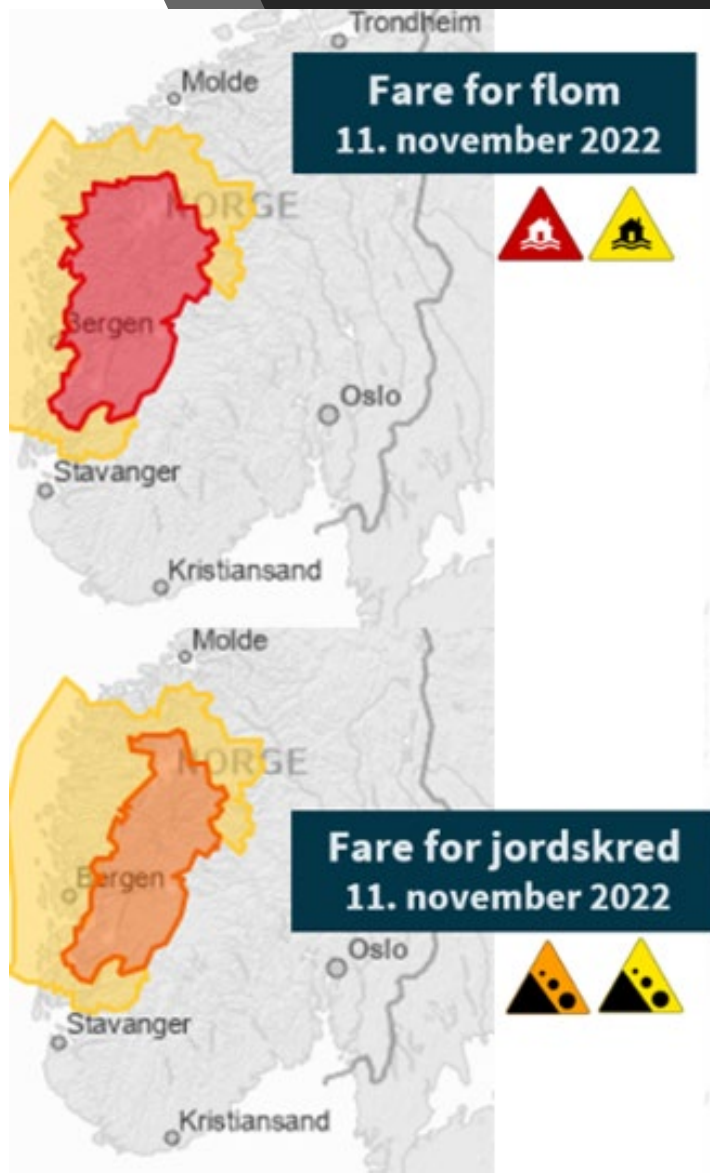 Trondheim
Molde
Fare for flom
11. november 2022
NORGE
Bergen
Oslo
Stavanger
Kristiansand
Molde
NORGE
Fare for jordskred
11. november 2022
Bergen
Oslo
Stavanger
Kristiansand